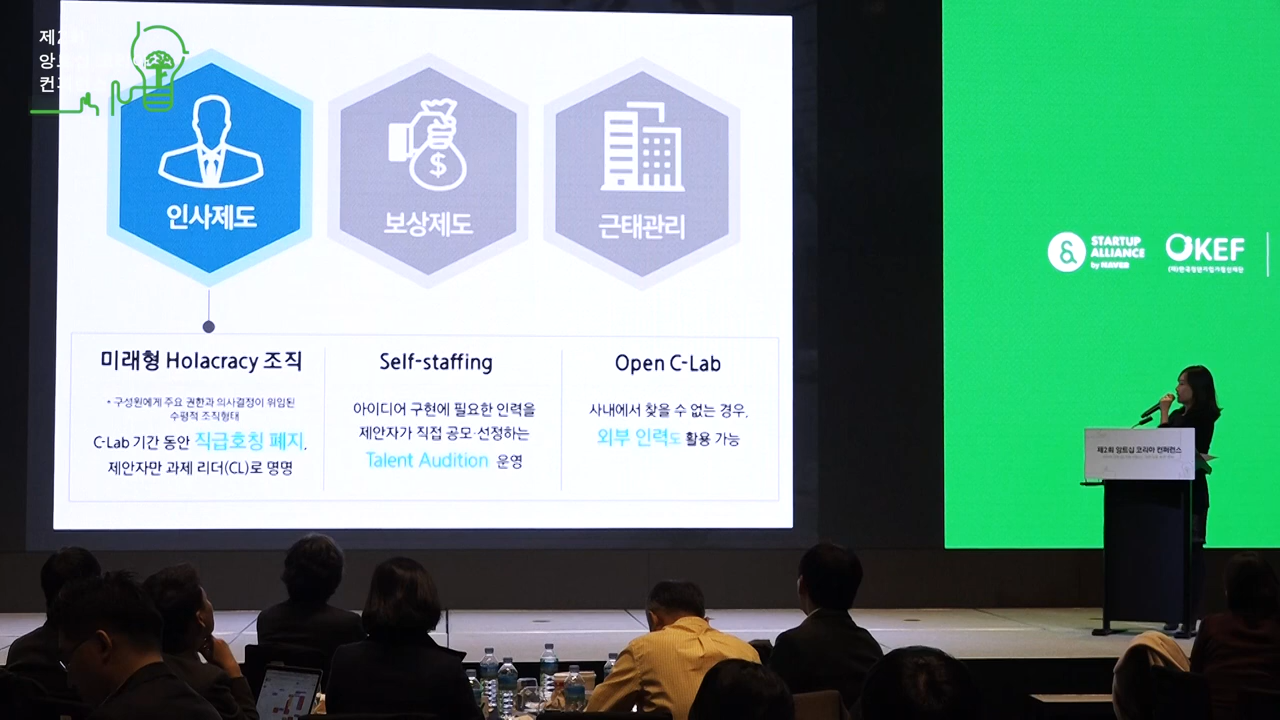 제2회
인사제도
보상제도
근태관리
미래형 Holacracy 조직
* 구성원에게 주요 권한과 의사결정이 위임된
수평적 조직형태
C-Lab 기간 동안 직급호칭 폐지,
제안자만 과제 리더(CL)로 명명
Self-staffing
아이디어 구현에 필요한 인력을
제안자가 직접 공모·선정하는
Talent Audition 운영
Open C-Lab
사내에서 찾을 수 없는 경우,
외부 인력도 활용 가능
STARTUP
ALLIANCE
by NAVER
OKEF
제2회 앙트십 코리아 컨퍼런스